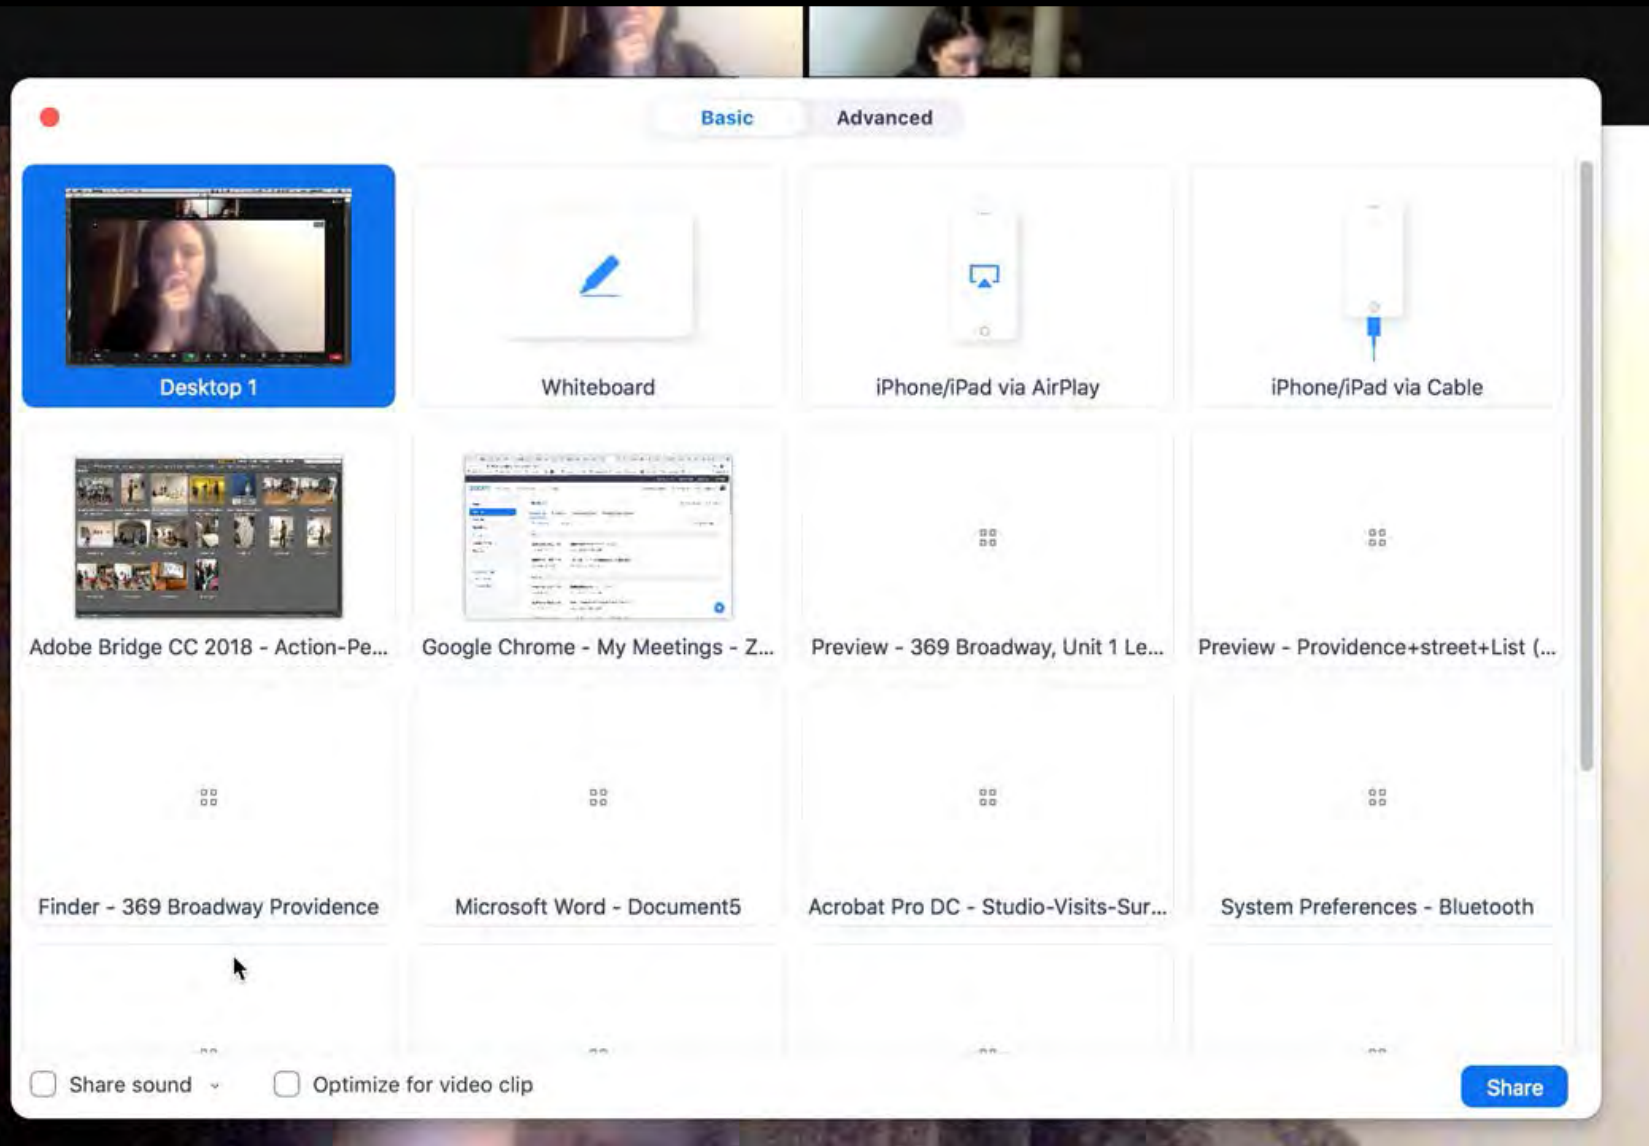 Basic
Advanced
Desktop 1
Whiteboard
iPhone/iPad via AirPlay
iPhone/iPad via Cable
Adobe Bridge CC 2018 - Action-Pe...
Google Chrome - My Meetings - Z...
Preview - 369 Broadway, Unit 1 Le...
Preview - Providence+street+List (...
Finder - 369 Broadway Providence
Microsoft Word - Document5
Acrobat Pro DC - Studio-Visits-Sur...
System Preferences - Bluetooth
Share sound
Optimize for video clip
Share